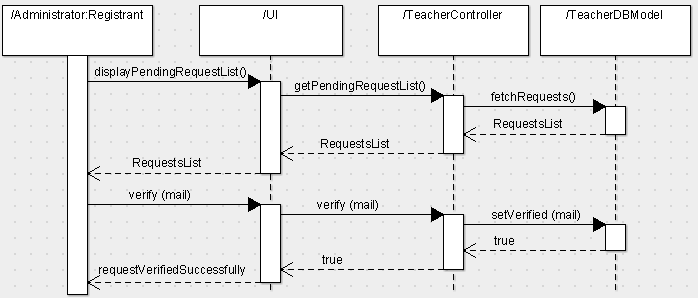 /Administrator:Registrant
/UI
/TeacherController
/TeacherDBModel
displayPendingRequestList()
getPendingRequestList()
fetchRequests()
RequestsList
RequestsList
RequestsList
verify (mail)
verify (mail)
setVerified (mail)
true
true
requestVerifiedSuccessfully